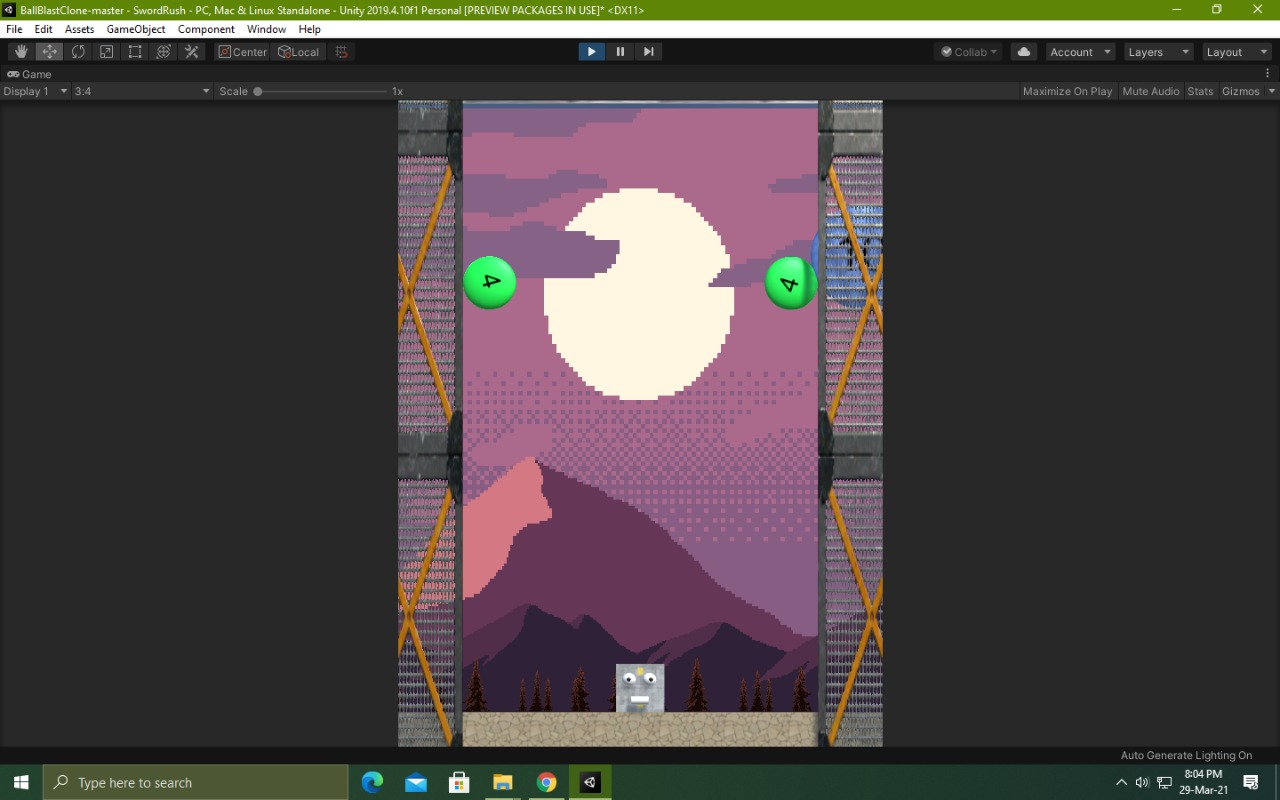 BallBlastClone-master - SwordRush - PC, Mac & Linux Standalone - Unity 2019.4.10f1 Personal [PREVIEW PACKAGES IN USE]* <DX11>
File Edit Assets GameObject Component Window Help
Center Local Collab Account Layers Layout
Game
Display 1 3:4 Scale 1x Maximize On Play Mute Audio Stats Gizmos
4 4
Auto Generate Lighting On
Type here to search
8:04 PM
29-Mar-21